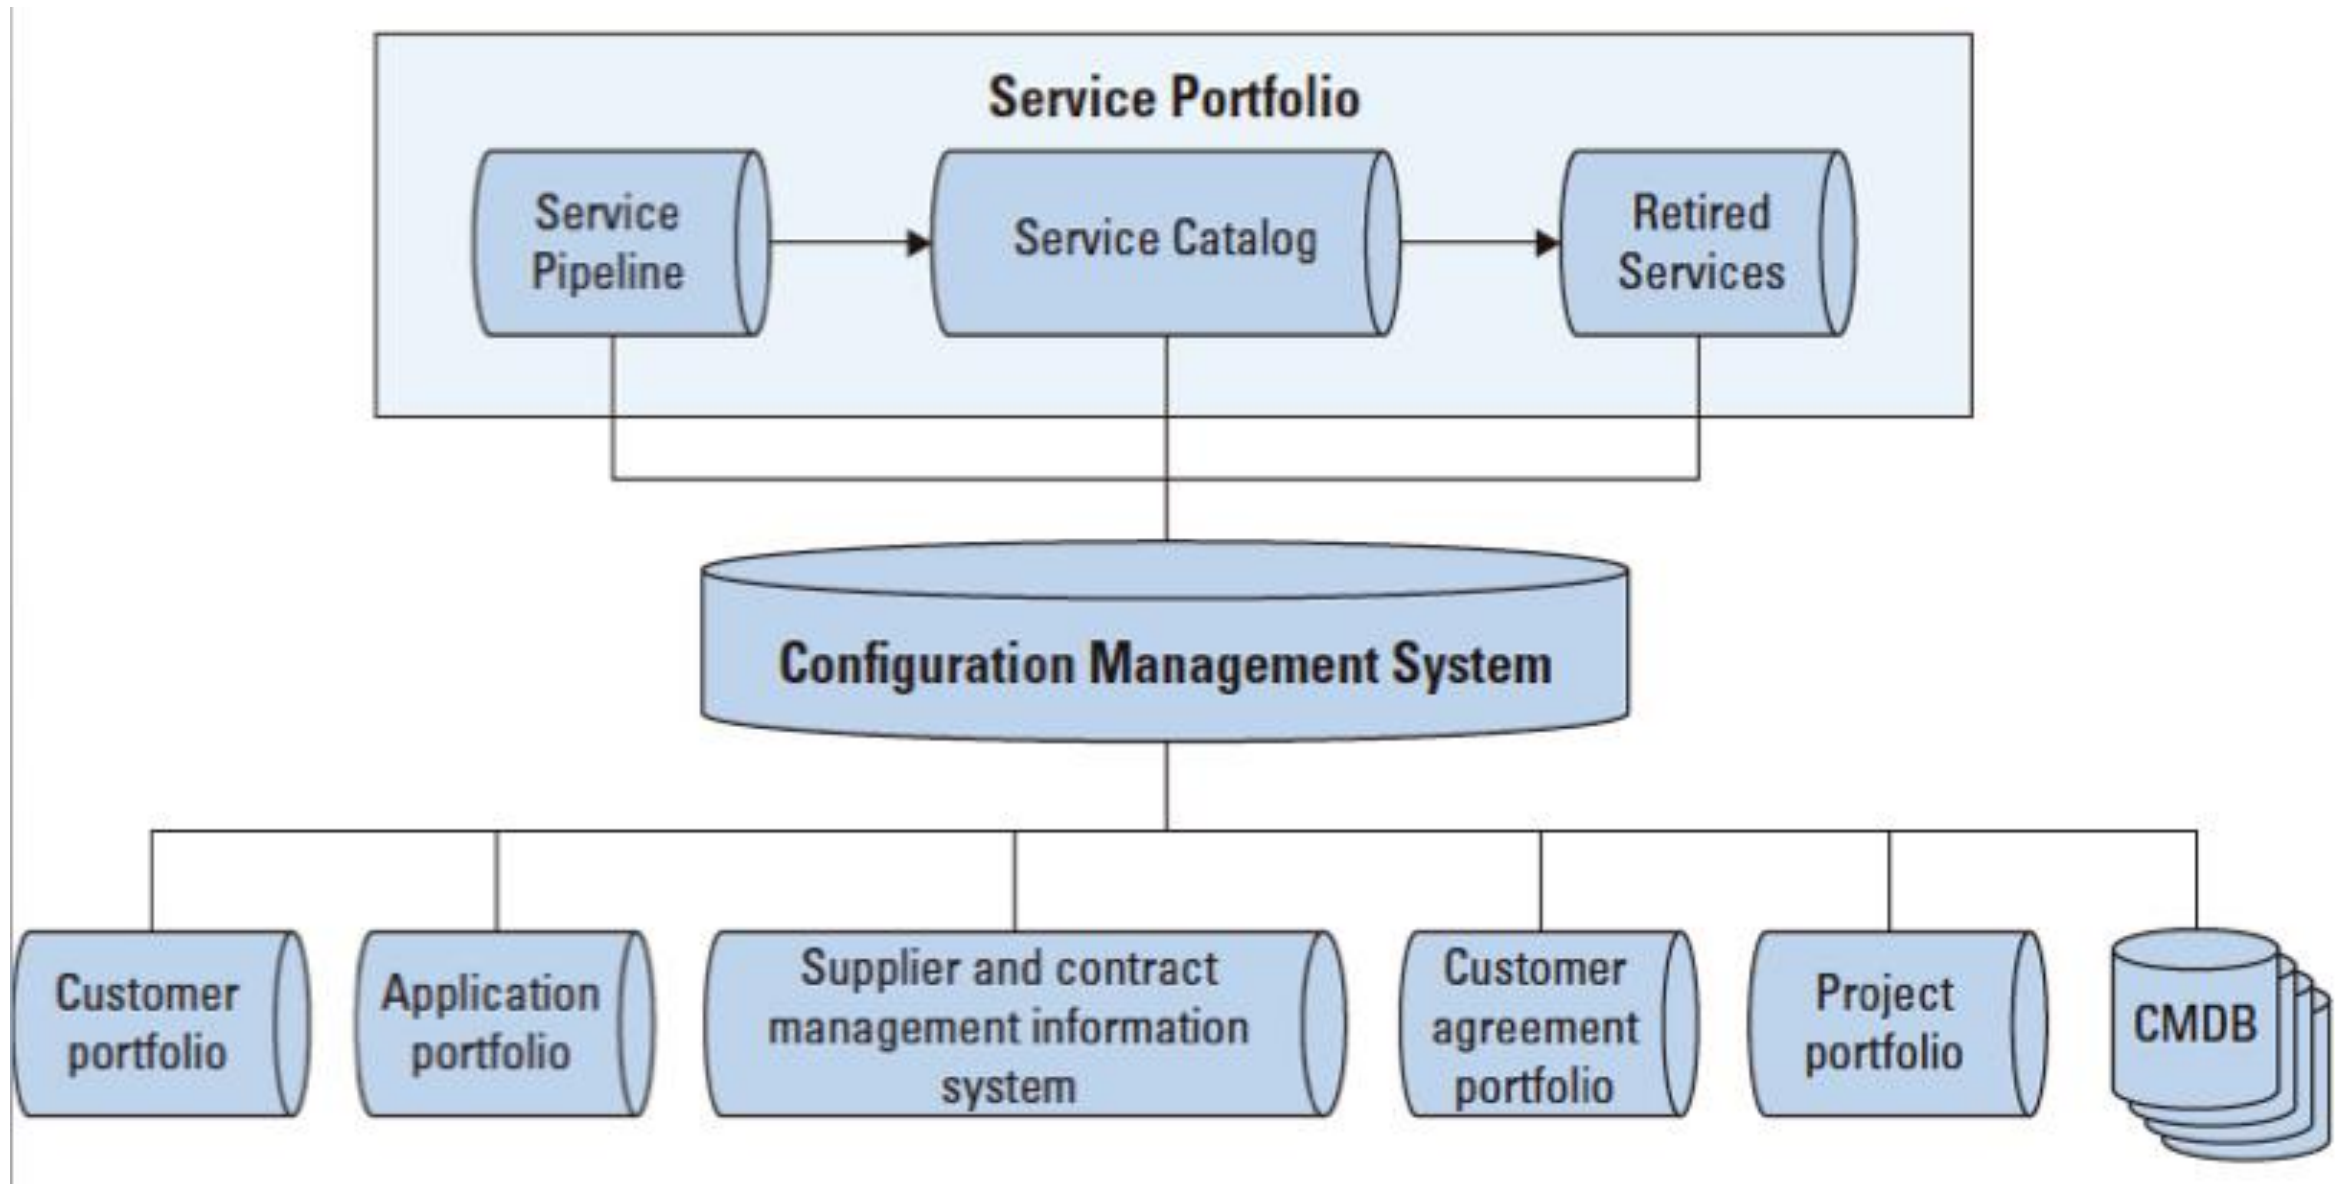 Service Portfolio
Service
Pipeline
Service Catalog
Retired
Services
Configuration Management System
Customer
portfolio
Application
portfolio
Supplier and contract
management information
system
Customer
agreement
portfolio
Project
portfolio
CMDB